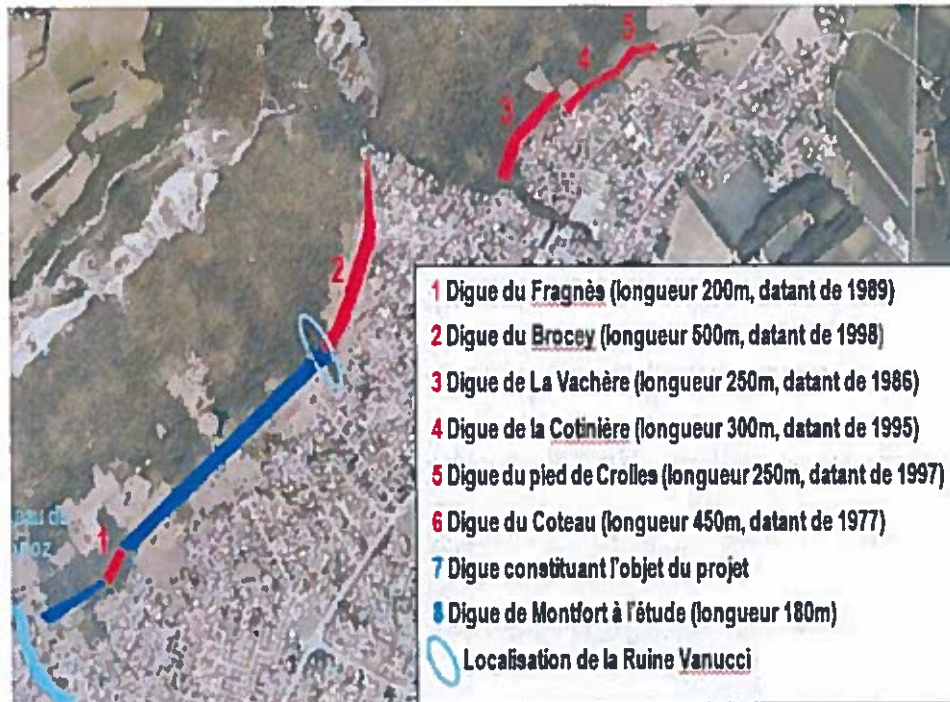 5
4
3
2
1
1 Digue du Fragnès (longueur 200m, datant de 1989)
2 Digue du Brocey (longueur 500m, datant de 1998)
3 Digue de La Vachère (longueur 250m, datant de 1986)
4 Digue de la Cotinière (longueur 300m, datant de 1995)
5 Digue du pied de Crolles (longueur 250m, datant de 1997)
6 Digue du Coteau (longueur 450m, datant de 1977)
7 Digue constituant l'objet du projet
8 Digue de Montfort à l'étude (longueur 180m)
Localisation de la Ruine Vanucci